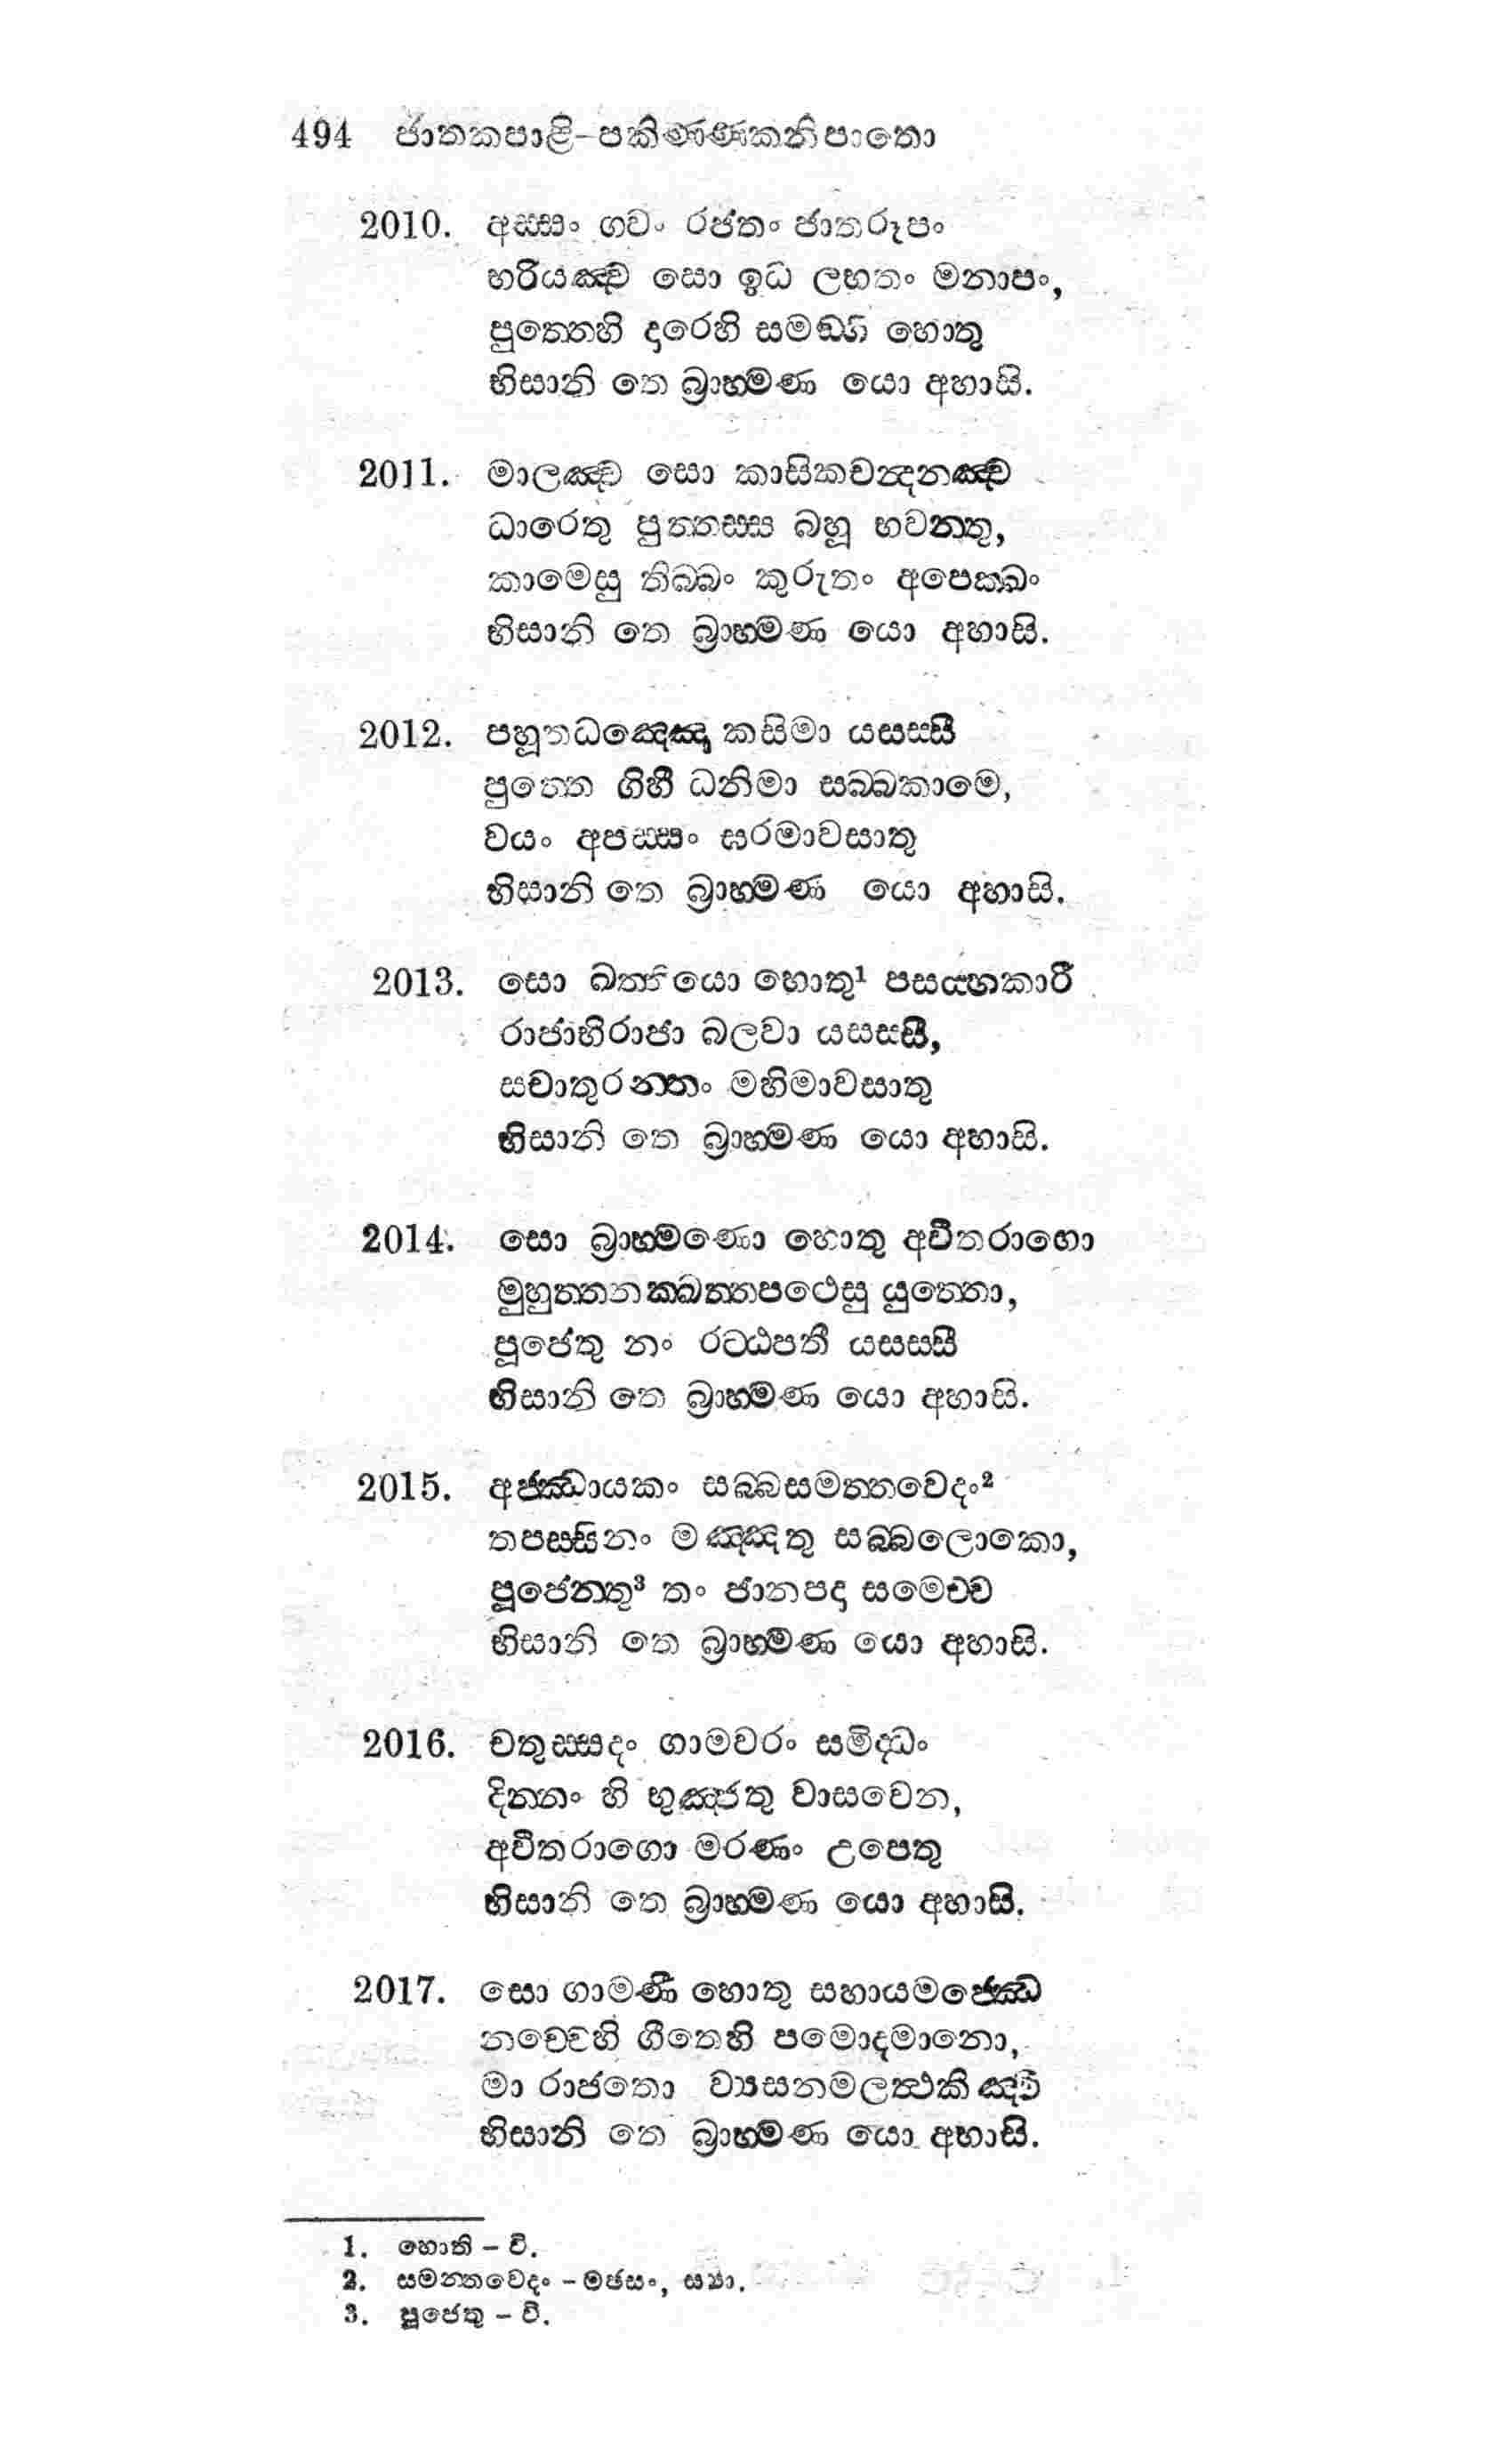 494 ජාතකපාළි-පකිණ්ණකනිපාතො
2010. අස්සං ගවං රජතං ජාතරූපං
භරියඤ්ච සො ඉධ ලභතං මනාපං,
පුත්තෙහි දාරෙහි සමඞ්ගි හොතු
භිසානි තෙ බ්‍රාහ්මණ යො අහාසි.
2011. මාලඤ්ච සො කාසිකචන්දනඤ්ච
ධාරෙතු පුත්තස්ස බහූ භවන්තු,
කාමෙසු තිබ්බං කුරුතං අපෙක්ඛං
භිසානි තෙ බ්‍රාහ්මණ යො අහාසි.
2012. පහූතධඤ්ඤො කසිමා යසස්සී
පුත්තෙ ගිහී ධනිමා සබ්බකාමෙ,
වයං අපස්සං ඝරමාවසාතු
භිසානි තෙ බ්‍රාහ්මණ යො අහාසි.
2013. සො ඛත්තියො හොතු¹ පසය්හකාරී
රාජාභිරාජා බලවා යසස්සී,
සචාතුරන්තං මහිමාවසාතු
භිසානි තෙ බ්‍රාහ්මණ යො අහාසි.
2014. සො බ්‍රාහ්මණො හොතු අවීතරාගො
මුහුත්තනක්ඛත්තපථෙසු යුත්තො,
පූජෙතු නං රට්ඨපතී යසස්සී
භිසානි තෙ බ්‍රාහ්මණ යො අහාසි.
2015. අජ්ඣායකං සබ්බසමත්තවෙදං²
තපස්සිනං මඤ්ඤතු සබ්බලොකො,
පූජෙන්තු³ තං ජානපදා සමෙච්ච
භිසානි තෙ බ්‍රාහ්මණ යො අහාසි.
2016. චතුස්සදං ගාමවරං සමිද්ධං
දින්නං හි භුඤ්ජතු වාසවෙන,
අවීතරාගො මරණං උපෙතු
භිසානි තෙ බ්‍රාහ්මණ යො අහාසි.
2017. සො ගාමණී හොතු සහායමජ්ඣෙ
නච්චෙහි ගීතෙහි පමොදමානො,
මා රාජතො ව්‍යසනමලත්ථ කිඤ්චි
භිසානි තෙ බ්‍රාහ්මණ යො අහාසි.
1. හොති - වි.
2. සමන්තවෙදං - මඡසං, ස්‍යා.
3. පූජෙතු - වි.